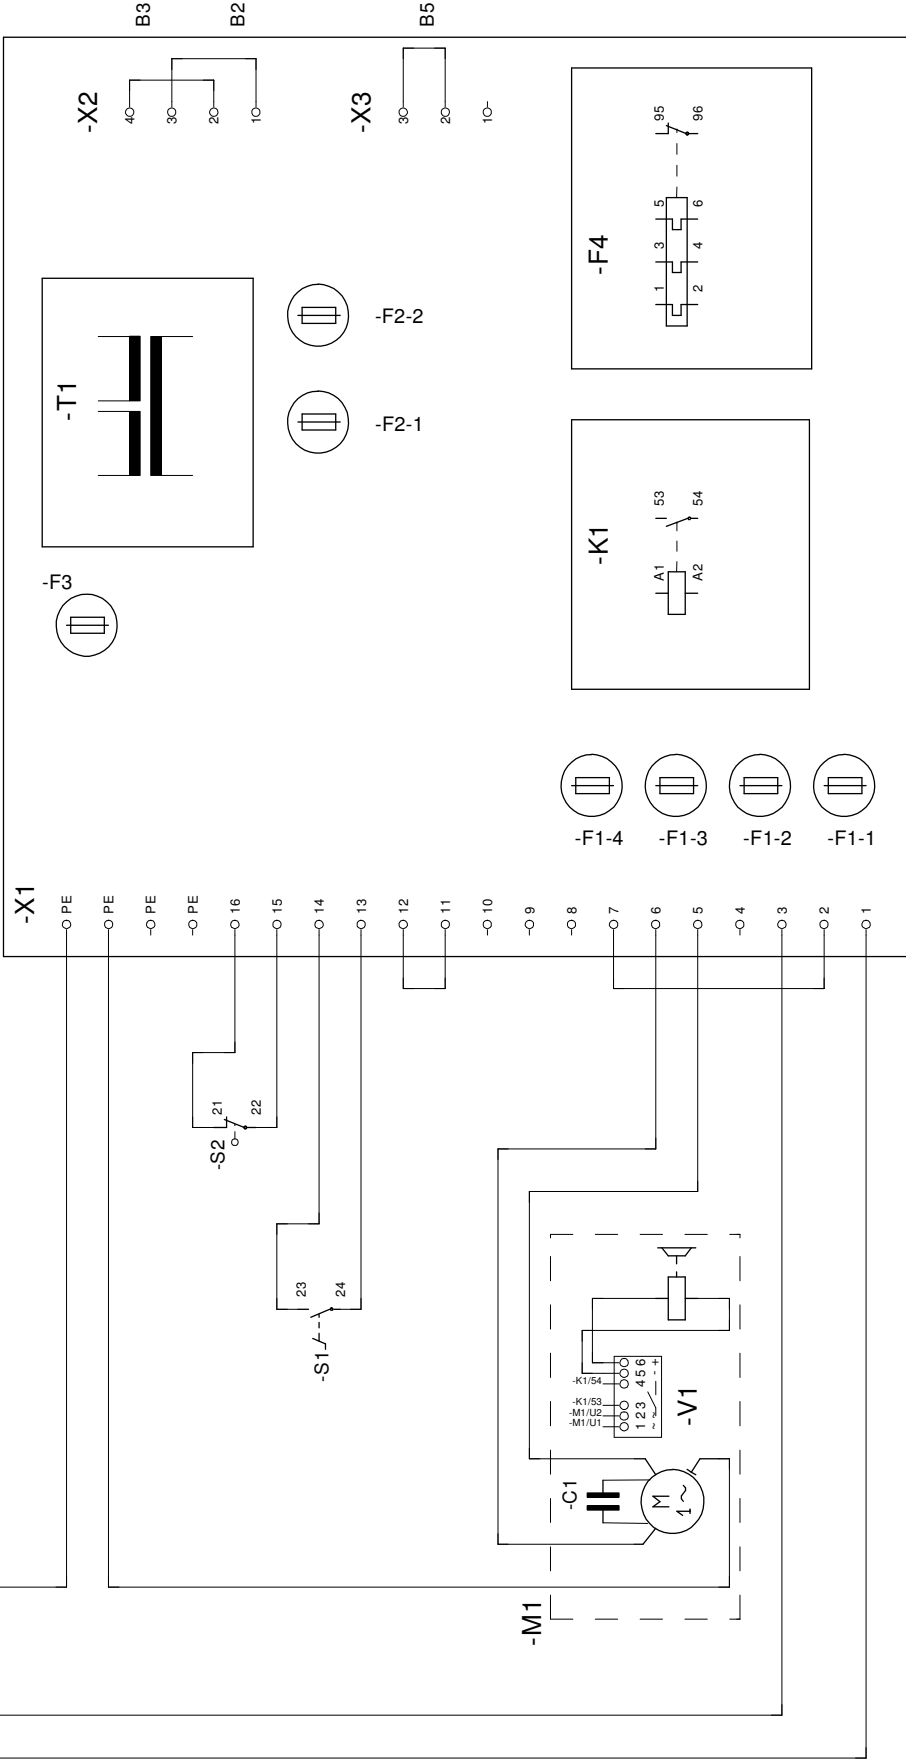 B3
B2
B5
-X2
4
3
2
1
-X3
3
2
1
-T1
-F2-2
-F2-1
-F3
-F4
1
3
5
2
4
6
95
96
-K1
A1
A2
53
54
-F1-4
-F1-3
-F1-2
-F1-1
-X1
PE
PE
PE
PE
16
15
14
13
12
11
10
9
8
7
6
5
4
3
2
1
-S2
21
22
-S1
23
24
-M1
-C1
M
1~
-V1
-K1/54
-K1/53
-M1/U2
-M1/U1
1 2 3 4 5 6
~ ~ - +